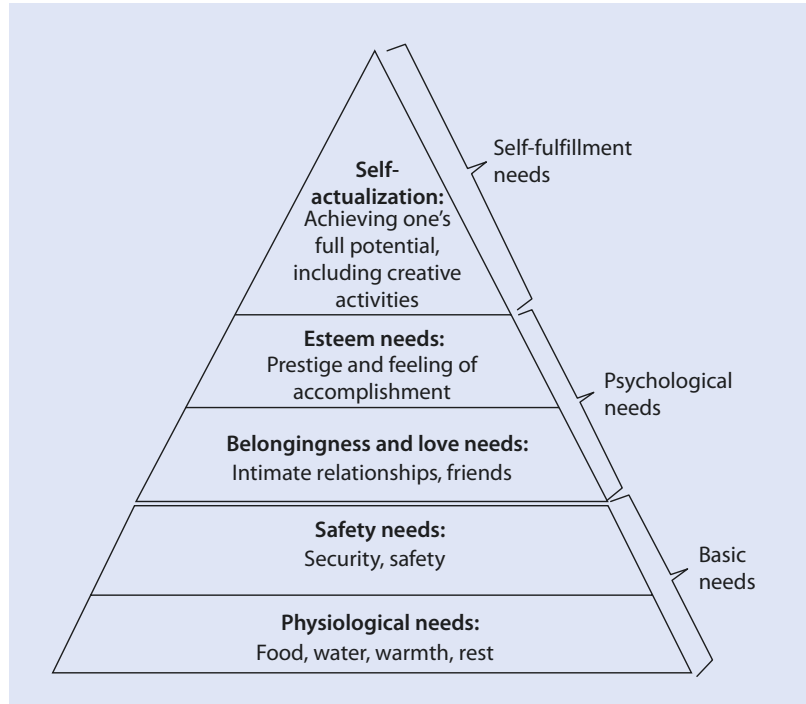 Self-
actualization:
Achieving one’s
full potential,
including creative
activities
Self-fulfillment
needs
Esteem needs:
Prestige and feeling of
accomplishment
Psychological
needs
Belongingness and love needs:
Intimate relationships, friends
Safety needs:
Security, safety
Basic
needs
Physiological needs:
Food, water, warmth, rest